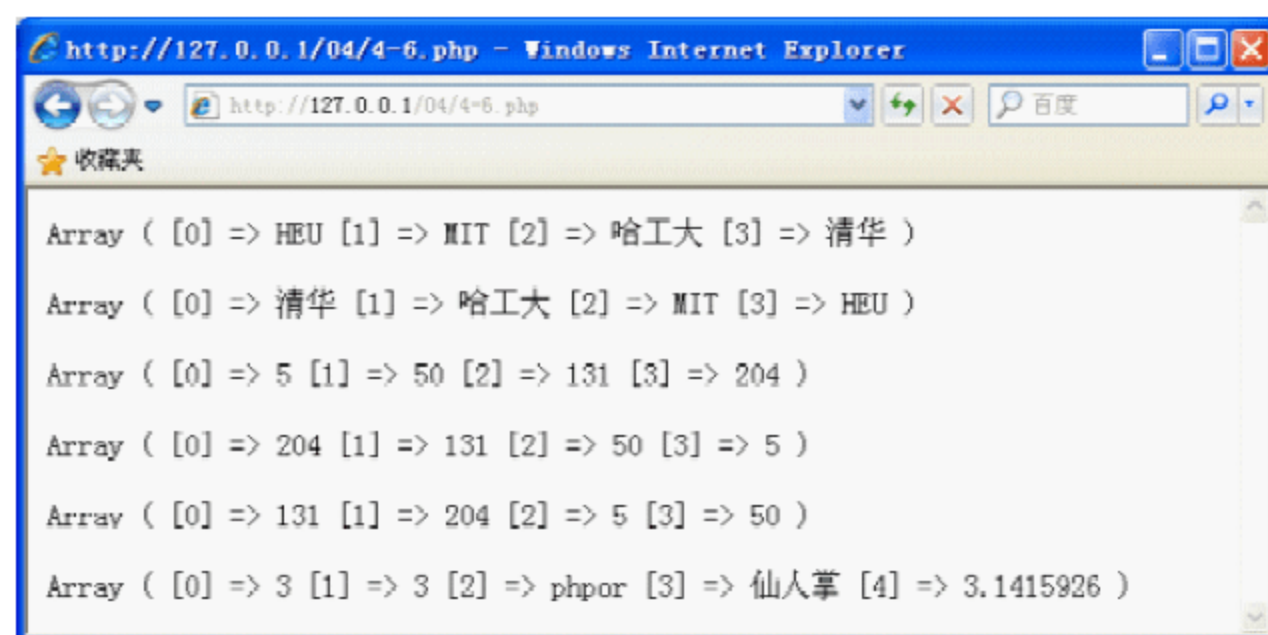 http://127.0.0.1/04/4-6.php - Windows Internet Explorer
http://127.0.0.1/04/4-6.php 百度
收藏夹
Array ( [0] => HEU [1] => MIT [2] => 哈工大 [3] => 清华 )
Array ( [0] => 清华 [1] => 哈工大 [2] => MIT [3] => HEU )
Array ( [0] => 5 [1] => 50 [2] => 131 [3] => 204 )
Array ( [0] => 204 [1] => 131 [2] => 50 [3] => 5 )
Array ( [0] => 131 [1] => 204 [2] => 5 [3] => 50 )
Array ( [0] => 3 [1] => 3 [2] => phpor [3] => 仙人掌 [4] => 3.1415926 )